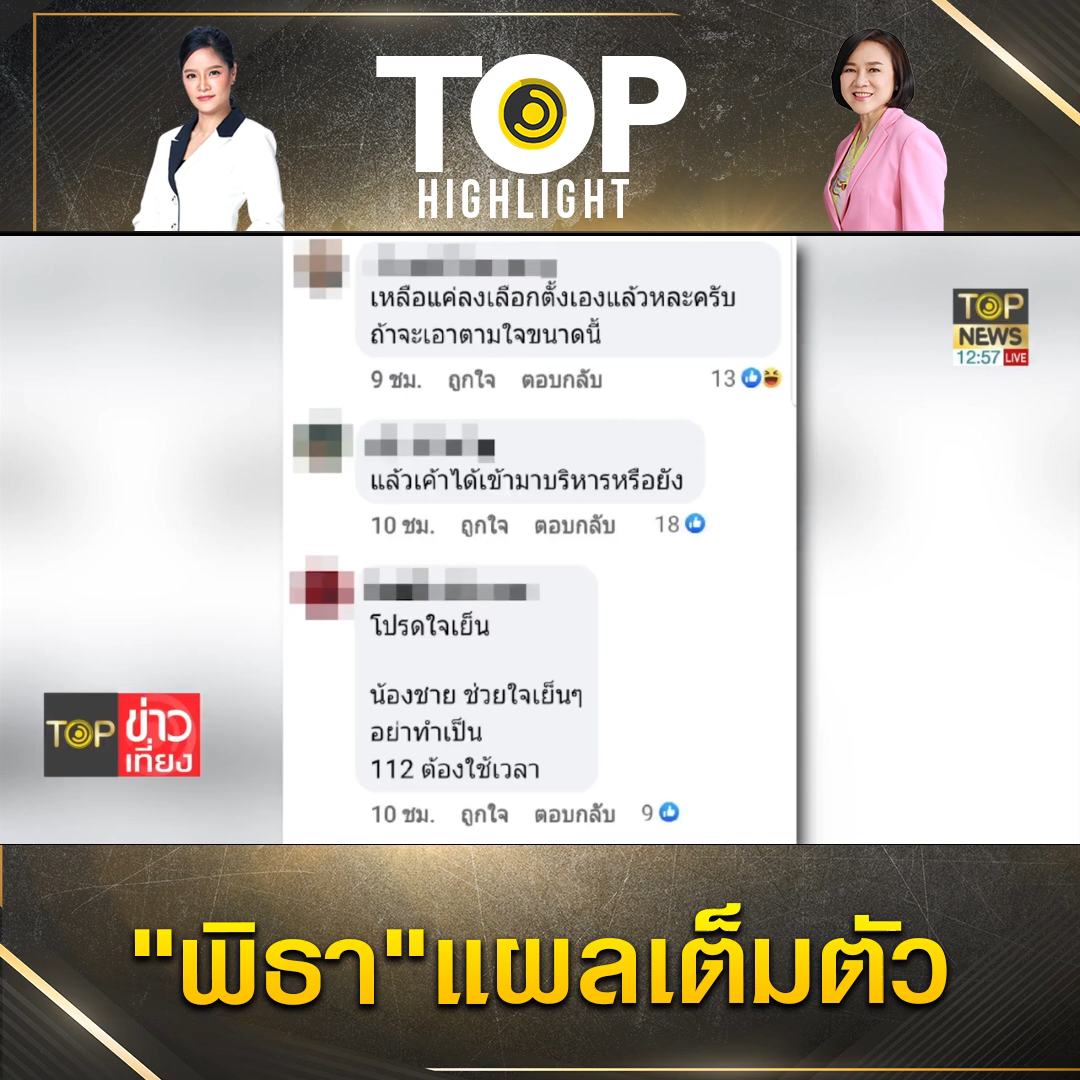 TOP
HIGHLIGHT
เหลือแค่ลงเลือกตั้งเองแล้วหละครับ
ถ้าจะเอาตามใจขนาดนี้
9 ชม. ถูกใจ ตอบกลับ 13
TOP
NEWS
12:57 LIVE
แล้วเค้าได้เข้ามาบริหารหรือยัง
10 ชม. ถูกใจ ตอบกลับ 18
โปรดใจเย็น
น้องชาย ช่วยใจเย็นๆ
อย่าทำเป็น
112 ต้องใช้เวลา
10 ชม. ถูกใจ ตอบกลับ 9
TOP ข่าว
เที่ยง
"พิธา"แผลเต็มตัว